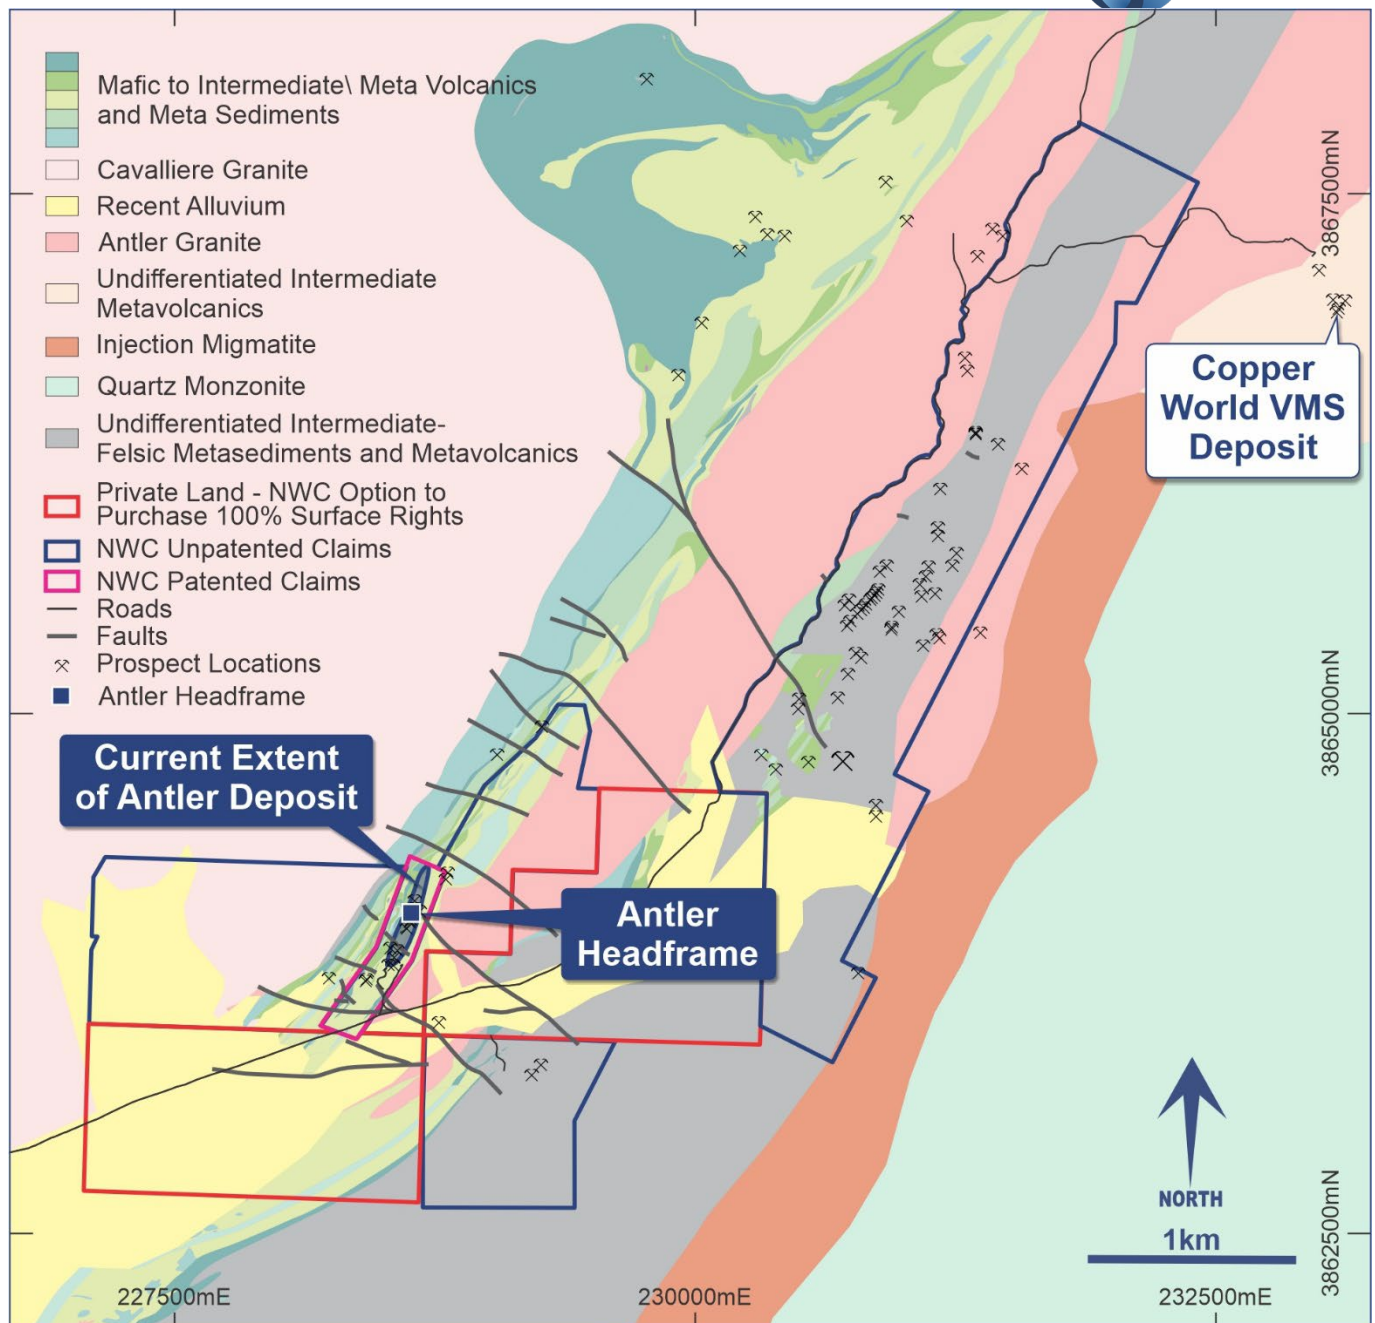 Mafic to Intermediate\ Meta Volcanics
and Meta Sediments
Cavalliere Granite
Recent Alluvium
Antler Granite
Undifferentiated Intermediate
Metavolcanics
Injection Migmatite
Quartz Monzonite
Undifferentiated Intermediate-
Felsic Metasediments and Metavolcanics
Private Land - NWC Option to
Purchase 100% Surface Rights
NWC Unpatented Claims
NWC Patented Claims
Roads
Faults
Prospect Locations
Antler Headframe
3867500mN
Copper
World VMS
Deposit
3865000mN
Current Extent
of Antler Deposit
Antler
Headframe
NORTH
1km
3862500mN
227500mE
230000mE
232500mE